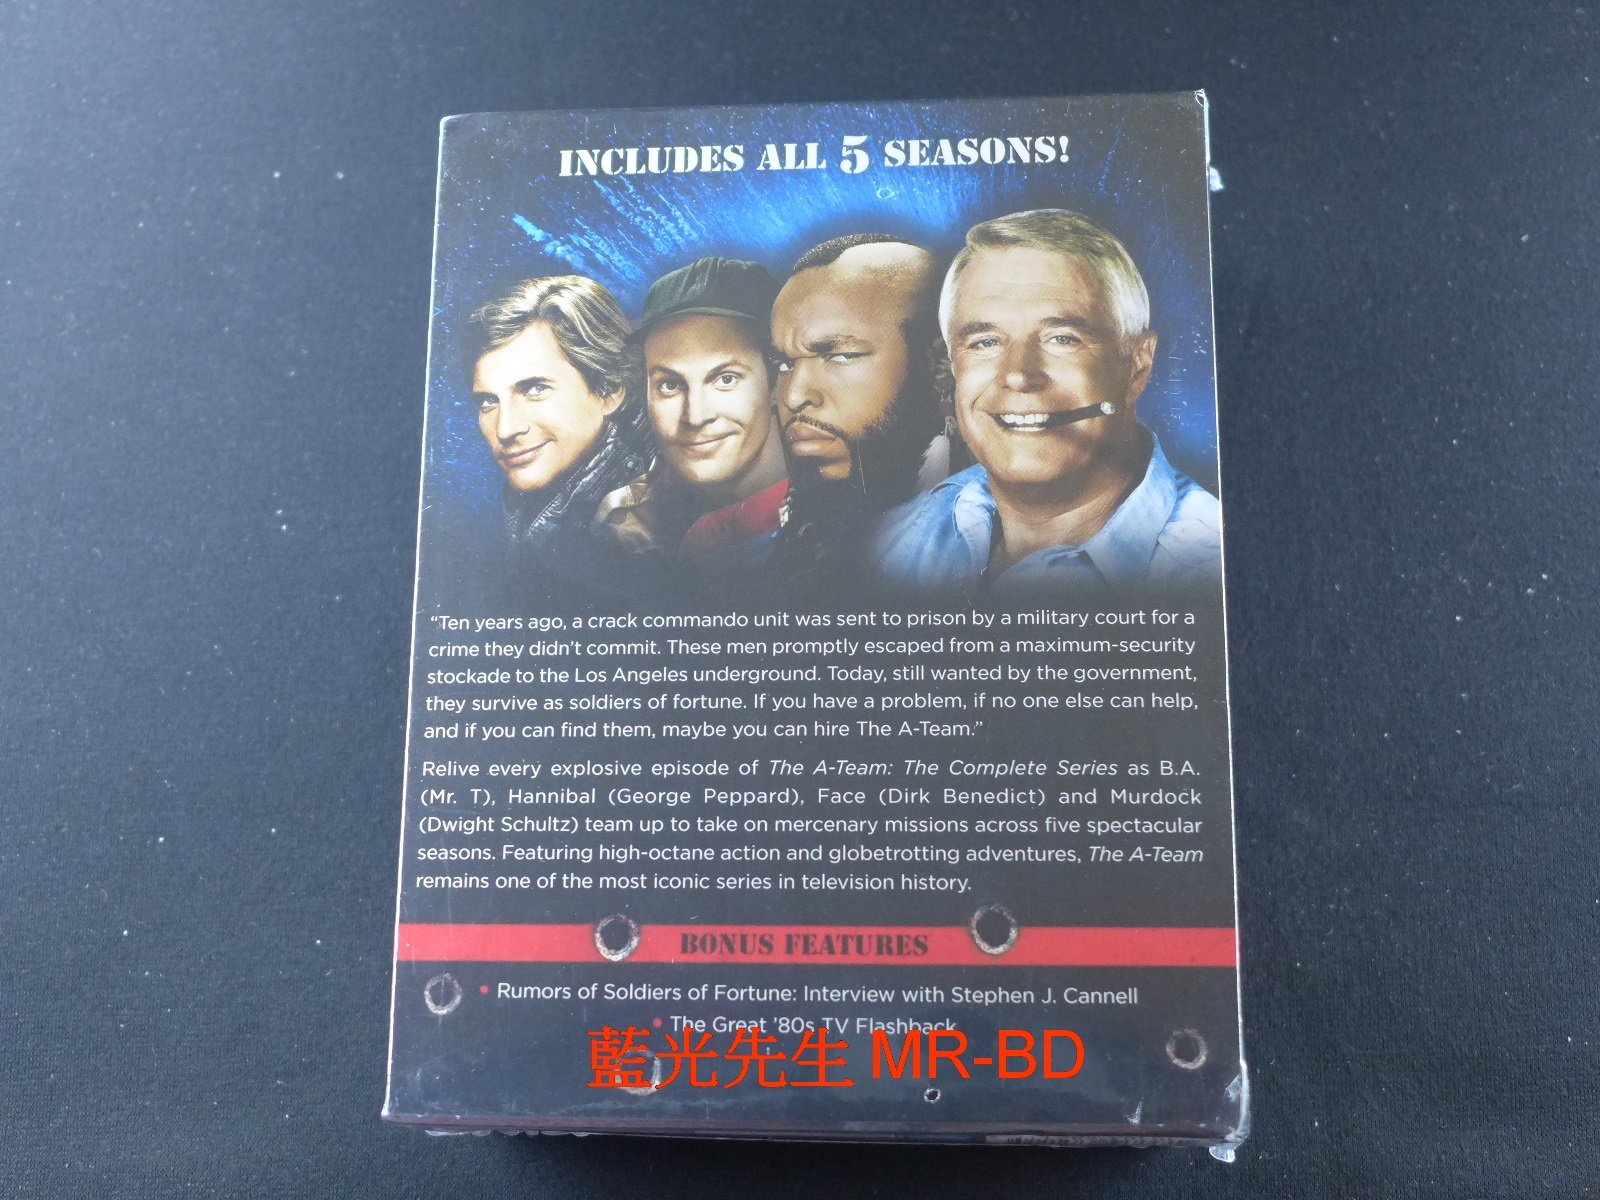 INCLUDES ALL 5 SEASONS!
“Ten years ago, a crack commando unit was sent to prison by a military court for a
crime they didn’t commit. These men promptly escaped from a maximum-security
stockade to the Los Angeles underground. Today, still wanted by the government,
they survive as soldiers of fortune. If you have a problem, if no one else can help,
and if you can find them, maybe you can hire The A-Team.”
Relive every explosive episode of The A-Team: The Complete Series as B.A.
(Mr. T), Hannibal (George Peppard), Face (Dirk Benedict) and Murdock
(Dwight Schultz) team up to take on mercenary missions across five spectacular
seasons. Featuring high-octane action and globetrotting adventures, The A-Team
remains one of the most iconic series in television history.
BONUS FEATURES
• Rumors of Soldiers of Fortune: Interview with Stephen J. Cannell
• The Great ’80s TV Flashback
藍光先生 MR-BD